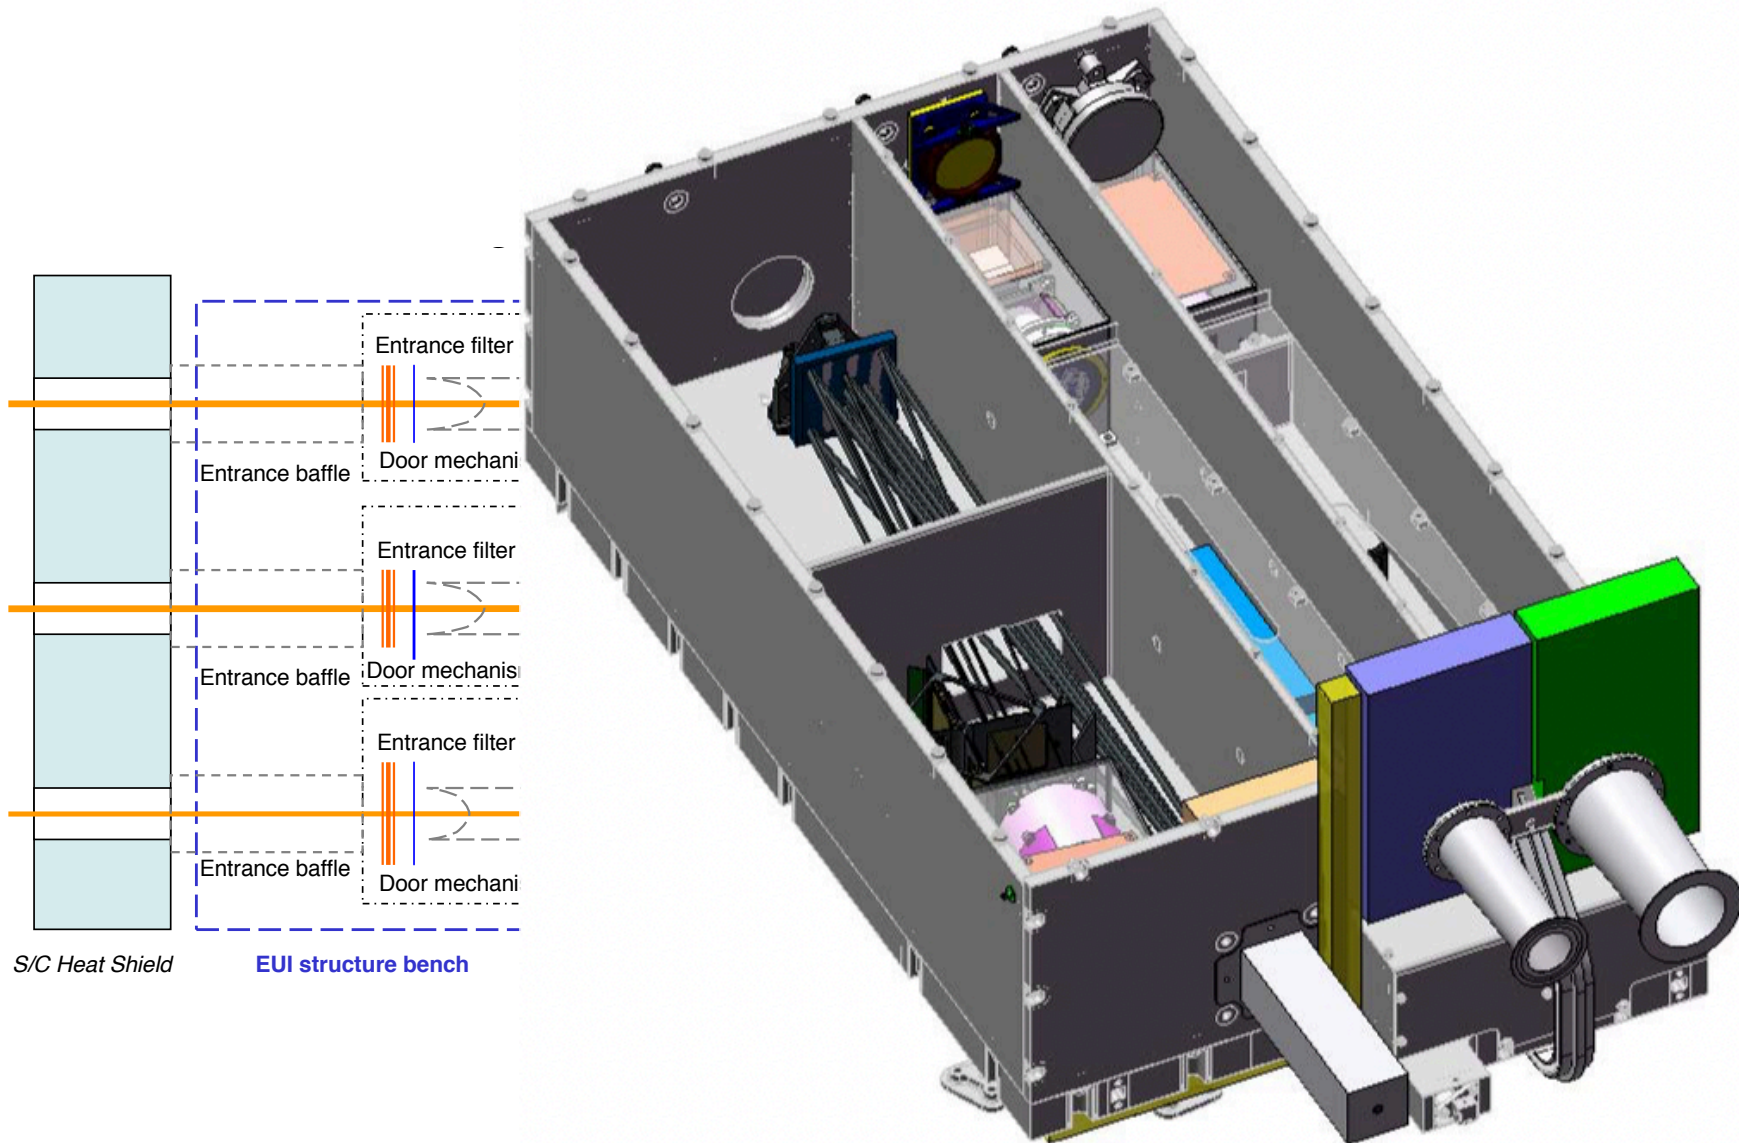 Entrance filter
Door mechani
Entrance baffle
Entrance filter
Door mechanis
Entrance baffle
Entrance filter
Entrance baffle
Door mechani
S/C Heat Shield
EUI structure bench